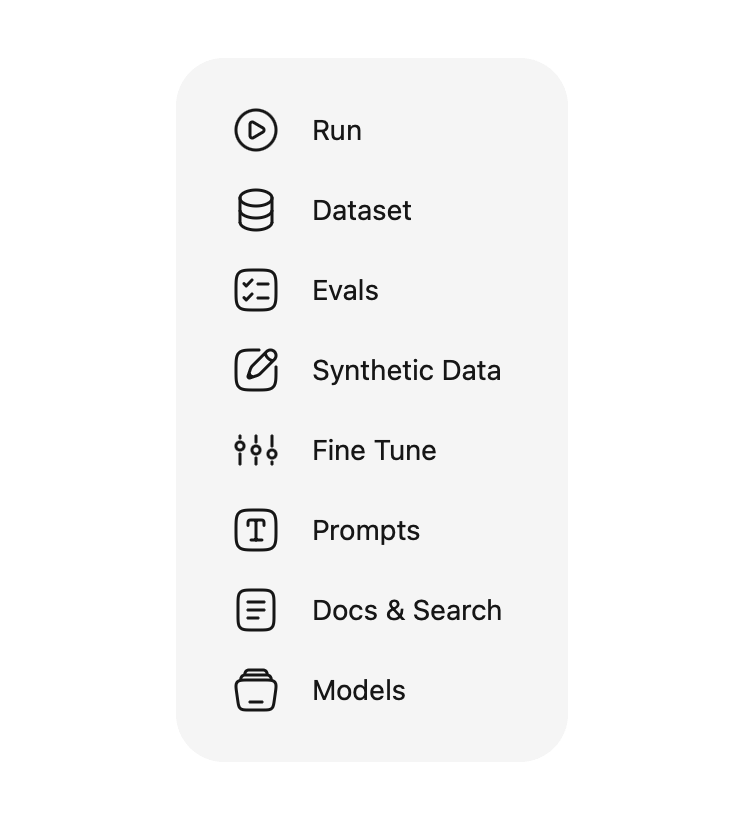 Run
Dataset
Evals
Synthetic Data
Fine Tune
Prompts
Docs & Search
Models